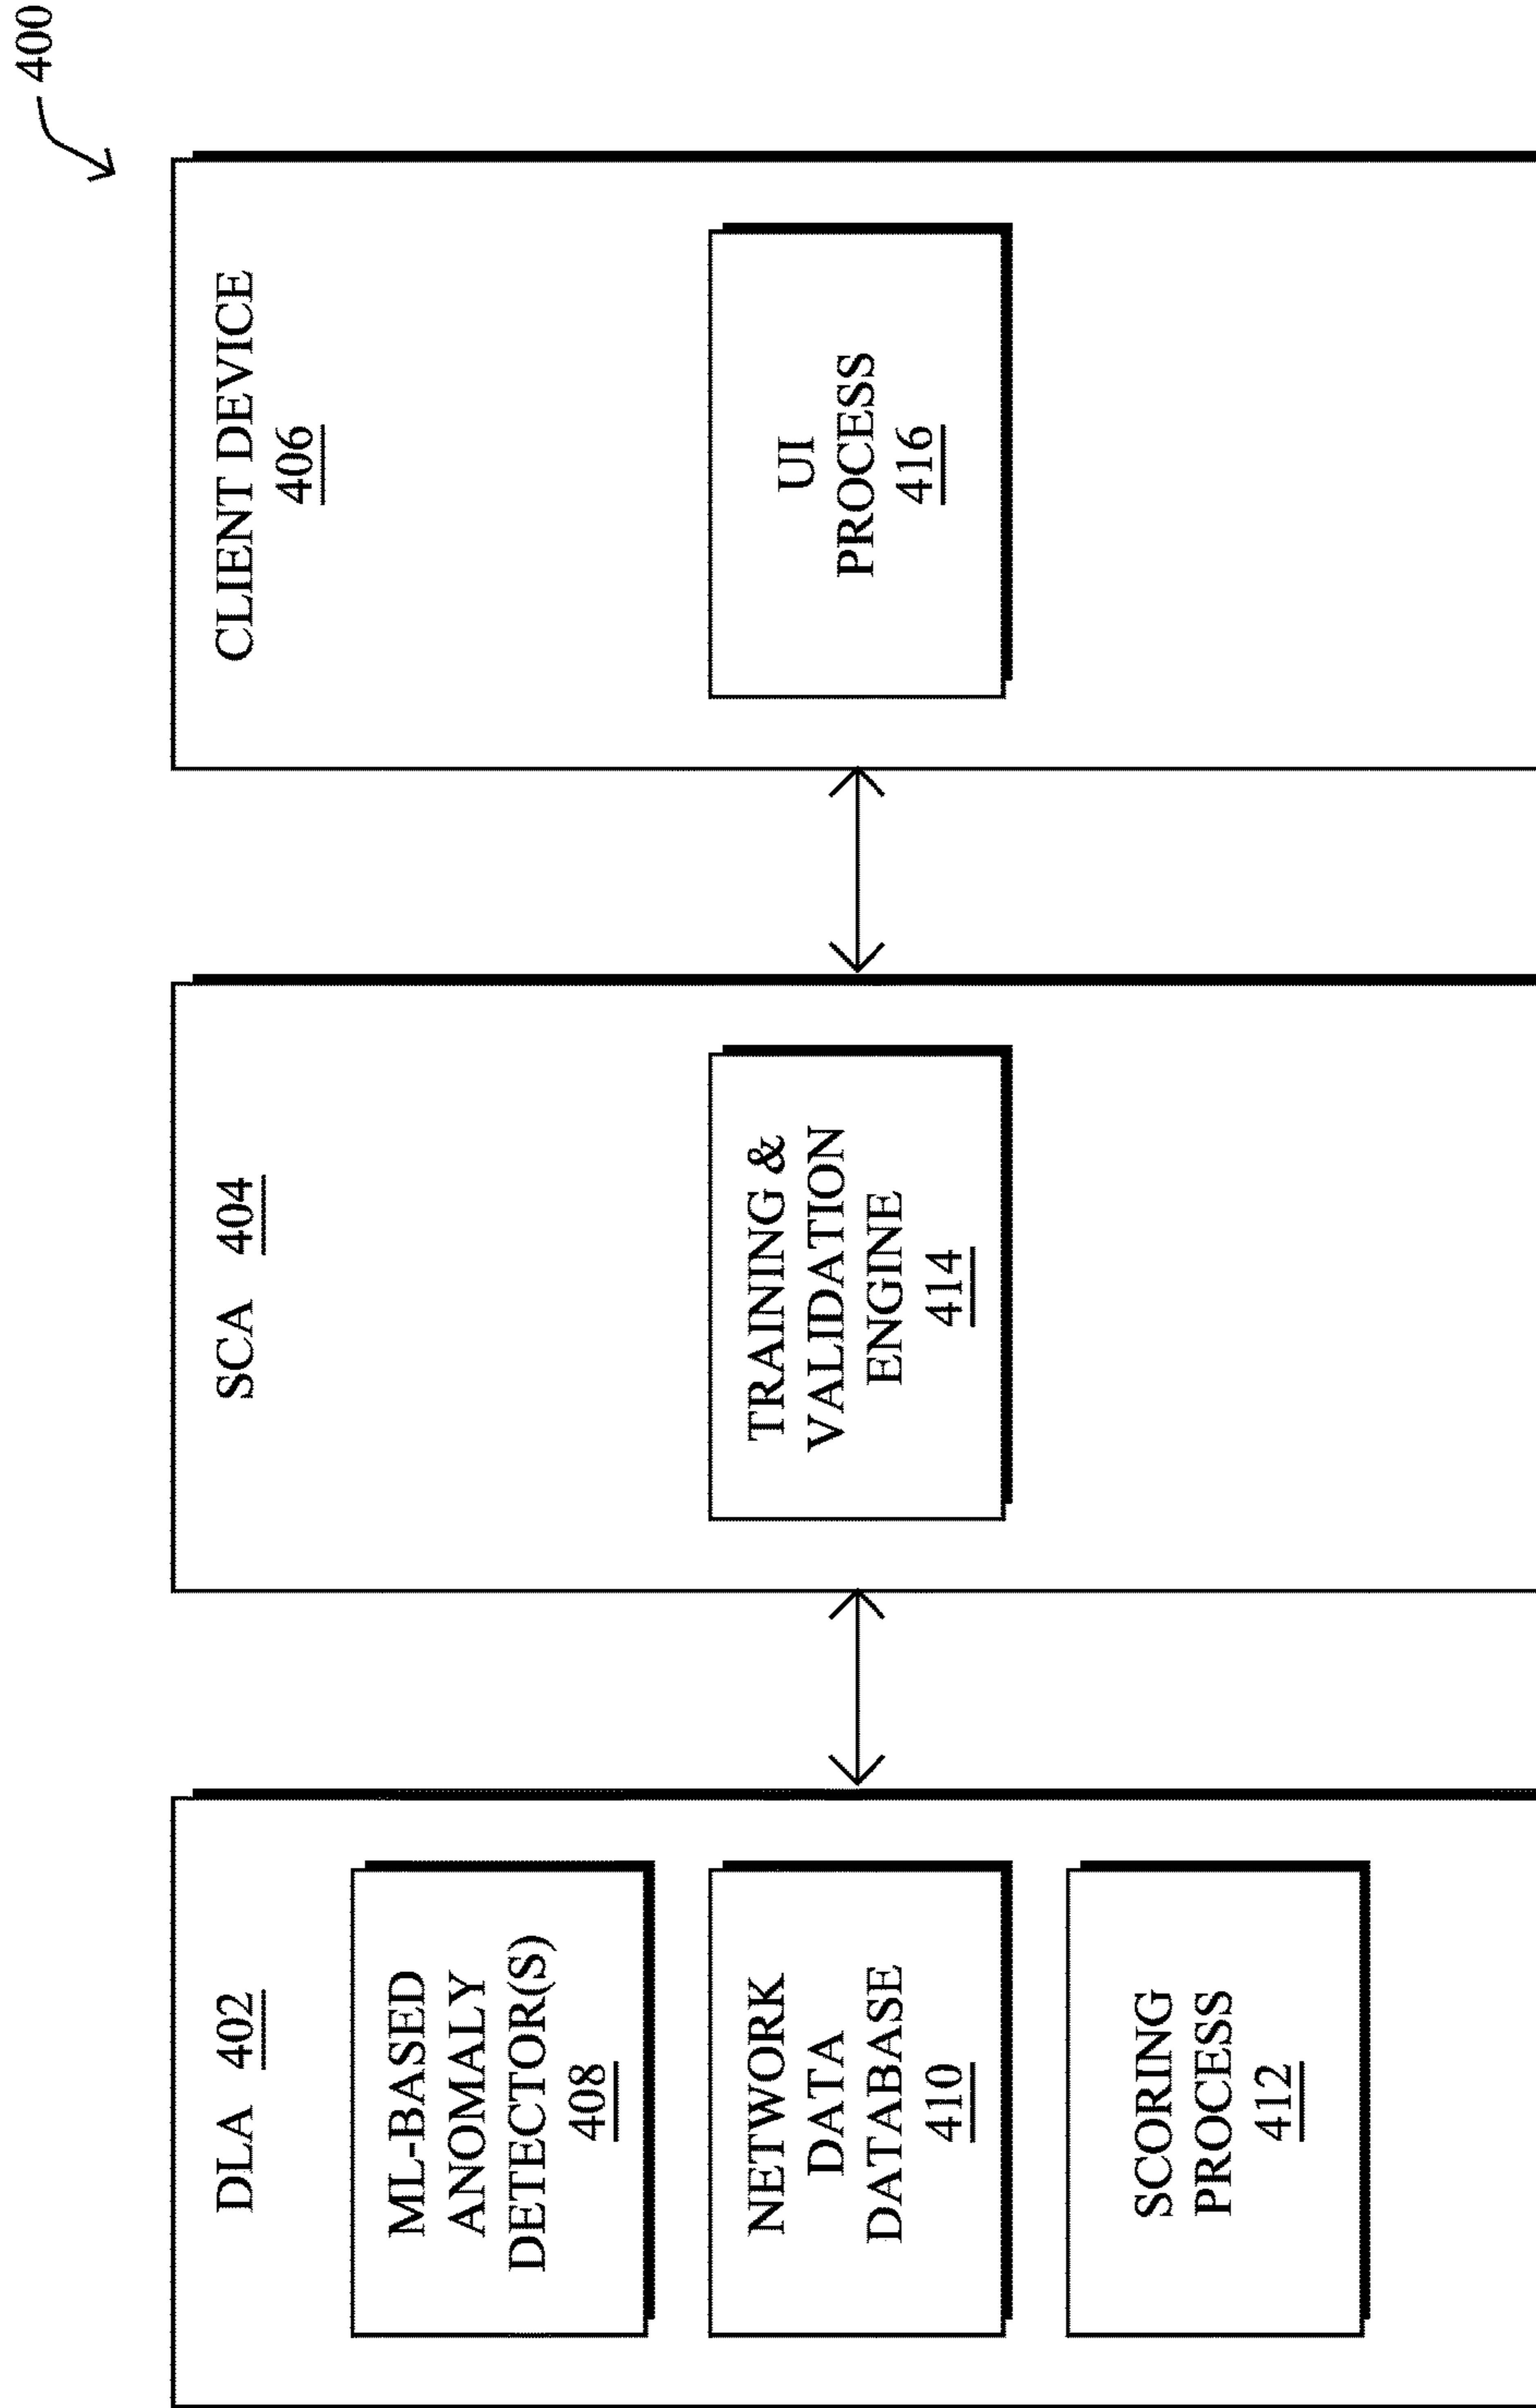 400
DLA 402
ML-BASED
ANOMALY
DETECTOR(S)
408
NETWORK
DATA
DATABASE
410
SCORING
PROCESS
412
SCA 404
TRAINING &
VALIDATION
ENGINE
414
CLIENT DEVICE
406
UI
PROCESS
416